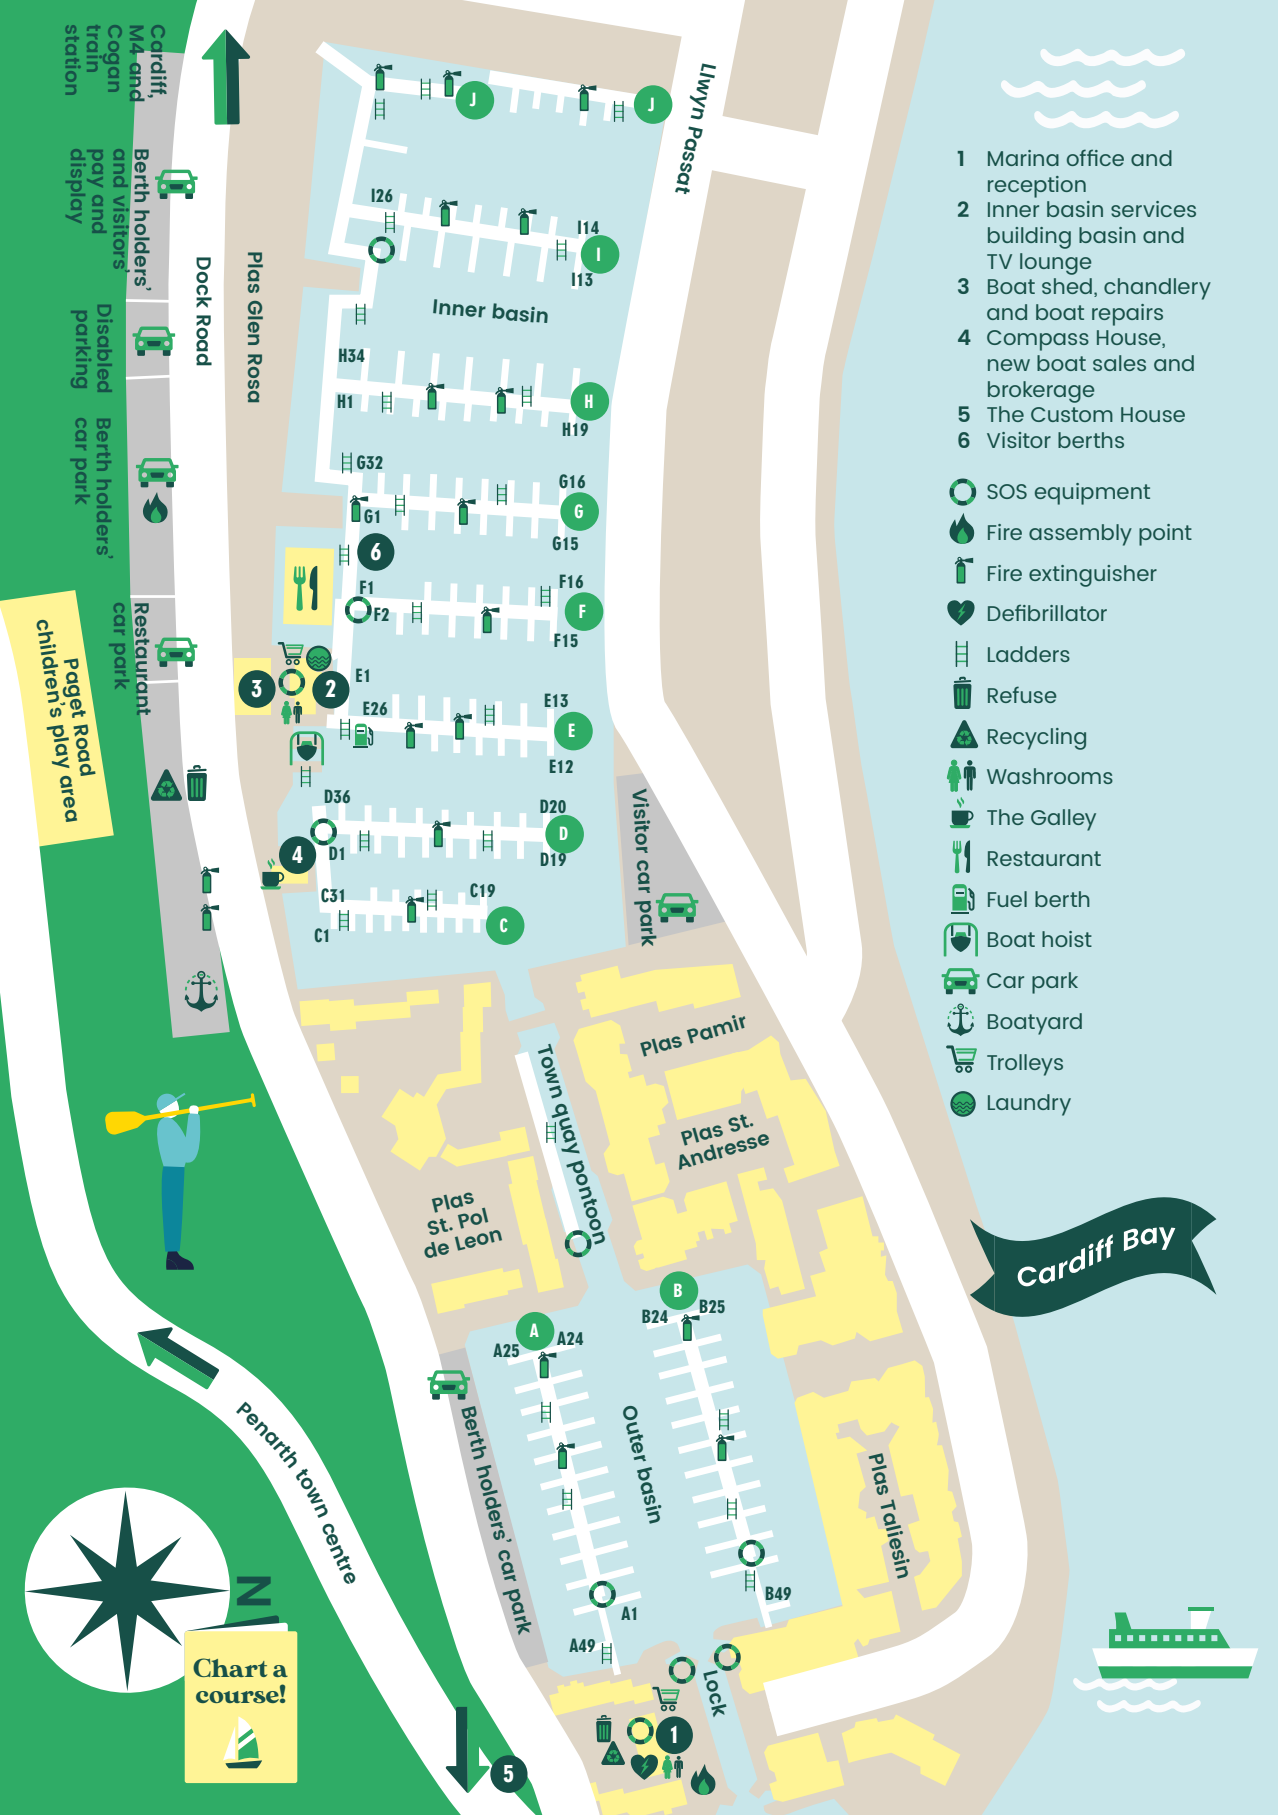 Cardiff,
M4 and
Cogan
train
station
Berth holders’
and visitors’
pay and
display
Disabled
parking
Berth holders’
car park
Restaurant
car park
Paget Road
children’s play area
Dock Road
Plas Glen Rosa
Llwyn Passat
J
J
I26
I14
I
I13
Inner basin
H34
H1
H
H19
G32
G16
G
G1
G15
6
F1
F2
F16
F
F15
3
2
E1
E26
E13
E
E12
D36
D20
D
D1
D19
4
C31
C19
C
C1
Visitor car park
Plas Pamir
Plas St.
Andresse
Town quay pontoon
Plas
St. Pol
de Leon
B
B24
B25
A
A24
A25
Outer basin
Berth holders’ car park
Plas Taliesin
B49
A1
A49
Lock
1
5
Penarth town centre
N
Chart a
course!
1 Marina office and
reception
2 Inner basin services
building basin and
TV lounge
3 Boat shed, chandlery
and boat repairs
4 Compass House,
new boat sales and
brokerage
5 The Custom House
6 Visitor berths
SOS equipment
Fire assembly point
Fire extinguisher
Defibrillator
Ladders
Refuse
Recycling
Washrooms
The Galley
Restaurant
Fuel berth
Boat hoist
Car park
Boatyard
Trolleys
Laundry
Cardiff Bay